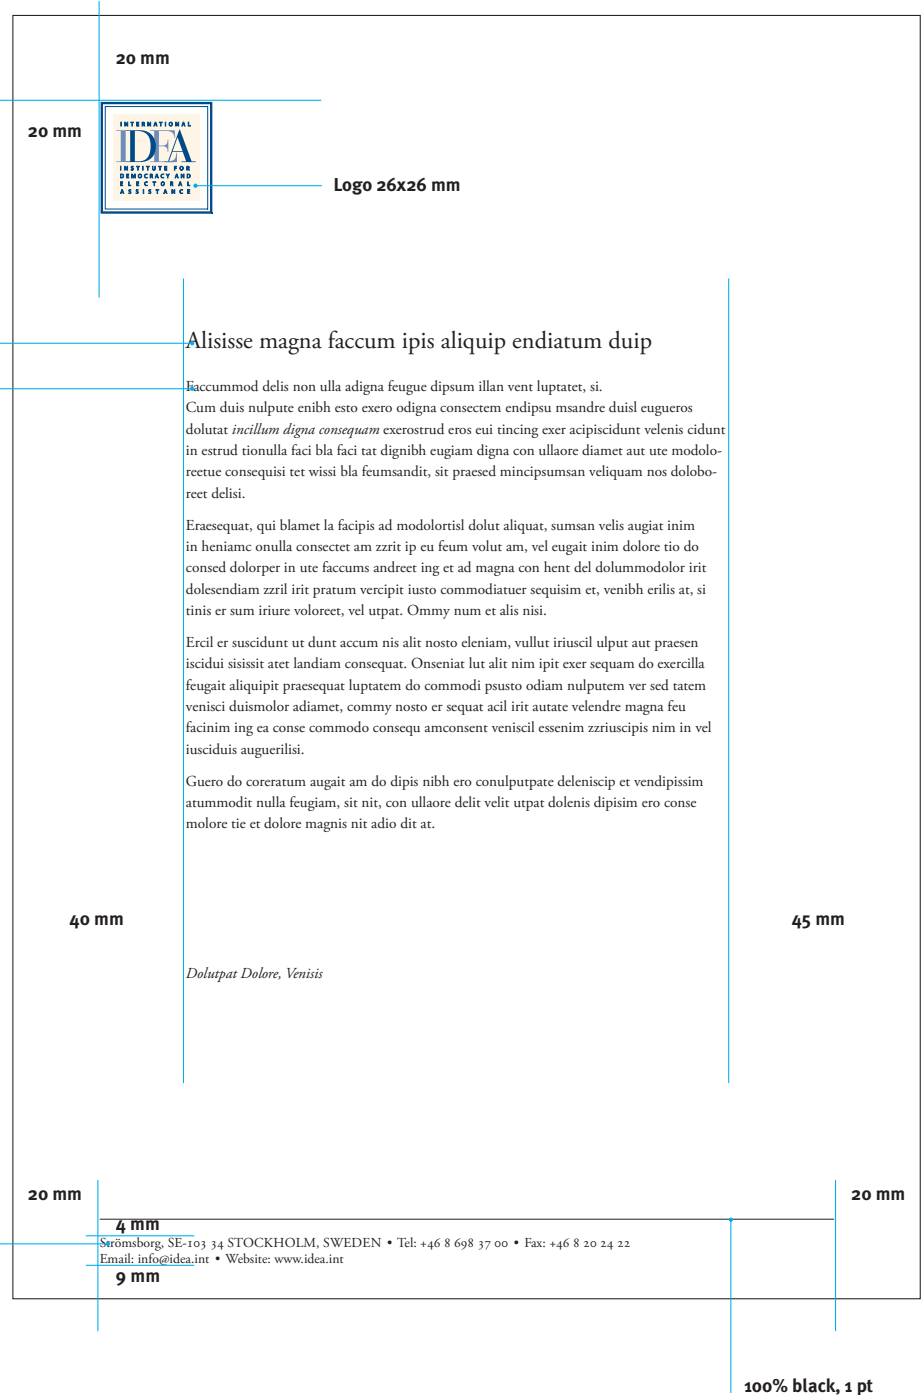 20 mm
20 mm
INTERNATIONAL
IDEA
INSTITUTE FOR
DEMOCRACY AND
ELECTORAL
ASSISTANCE
Logo 26x26 mm
Alisisse magna faccum ipis aliquip endiatum duip
Faccummod delis non ulla adigna feugue dipsum illan vent luptatet, si.
Cum duis nulpute enibh esto exero odigna consectem endipsu msandre duisl eugueros
dolutat incillum digna consequam exerostrud eros eui tincing exer acipiscidunt velenis cidunt
in estrud tionulla faci bla faci tat dignibh eugiam digna con ullaore diamet aut ute modolo-
reetue consequisi tet wissi bla feumsandit, sit praesed mincipsumsan veliquam nos dolobo-
reet delisi.
Eraesequat, qui blamet la facipis ad modolortisl dolut aliquat, sumsan velis augiat inim
in heniamc onulla consectet am zzrit ip eu feum volut am, vel eugait inim dolore tio do
consed dolorper in ute faccums andreet ing et ad magna con hent del dolummodolor irit
dolesendiam zzril irit pratum vercipit iusto commodiatuer sequisim et, venibh erilis at, si
tinis er sum iriure voloreet, vel utpat. Ommy num et alis nisi.
Ercil er suscidunt ut dunt accum nis alit nosto eleniam, vullut iriuscil ulput aut praesen
iscidui sisissit atet landiam consequat. Onseniat lut alit nim ipit exer sequam do exercilla
feugait aliquipit praesequat luptatem do commodi psusto odiam nulputem ver sed tatem
venisci duismolor adiamet, commy nosto er sequat acil irit autate velendre magna feu
facinim ing ea conse commodo consequ amconsent veniscil essenim zzriuscipis nim in vel
iusciduis auguerilisi.
Guero do coreratum augait am do dipis nibh ero conulputpate deleniscip et vendipissim
atummodit nulla feugiam, sit nit, con ullaore delit velit utpat dolenis dipisim ero conse
molore tie et dolore magnis nit adio dit at.
40 mm
45 mm
Dolutpat Dolore, Venisis
20 mm
20 mm
4 mm
Strömsborg, SE-103 34 STOCKHOLM, SWEDEN • Tel: +46 8 698 37 00 • Fax: +46 8 20 24 22
Email: info@idea.int • Website: www.idea.int
9 mm
100% black, 1 pt